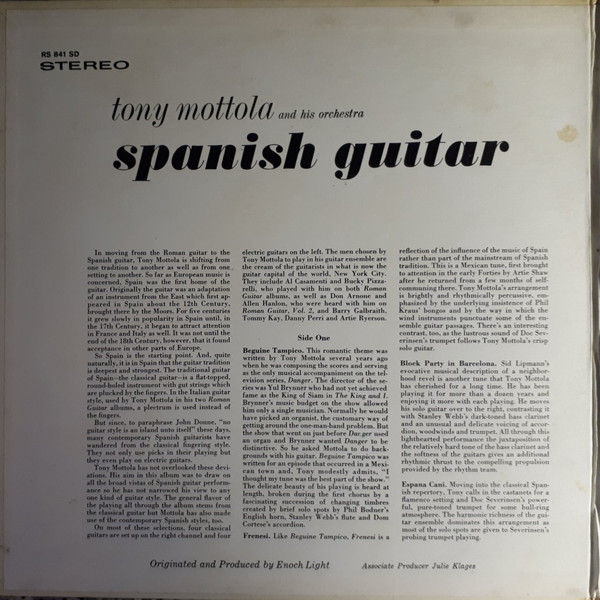 RS 841 SD
STEREO
tony mottola and his orchestra
spanish guitar
In moving from the Roman guitar to the
Spanish guitar, Tony Mottola is shifting from
one tradition to another as well as from one
setting to another. So far as European music is
concerned, Spain was the first home of the
guitar. Originally the guitar was an adaptation
of an instrument from the East which first ap-
peared in Spain about the 12th Century,
brought there by the Moors. For five centuries
it grew slowly in popularity in Spain until, in
the 17th Century, it began to attract attention
in France and Italy as well. It was not until the
end of the 18th Century, however, that it found
acceptance in other parts of Europe.
So Spain is the starting point. And, quite
naturally, it is in Spain that the guitar tradition
is deepest and strongest. The traditional guitar
of Spain—the classical guitar—is a flat-topped,
round-holed instrument with gut strings which
are plucked by the fingers. In the Italian guitar
style, used by Tony Mottola in his two Roman
Guitar albums, a plectrum is used instead of
the fingers.
But since, to paraphrase John Donne, "no
guitar style is an island unto itself" these days,
many contemporary Spanish guitarists have
wandered from the classical fingering style.
They not only use picks in their playing but
they even play on electric guitars.
Tony Mottola has not overlooked these devi-
ations. His aim in this album was to draw on
all the broad vistas of Spanish guitar perform-
ance so he has not narrowed his view to any
one kind of guitar style. The general flavor of
the playing all through the album stems from
the classical guitar but Mottola has also made
use of the contemporary Spanish styles, too.
On most of these selections, four classical
guitars are set up on the right channel and four
electric guitars on the left. The men chosen by
Tony Mottola to play in his guitar ensemble are
the cream of the guitarists in what is now the
guitar capital of the world, New York City.
They include Al Casamenti and Bucky Pizza-
relli, who played with him on both Roman
Guitar albums, as well as Don Arnone and
Allen Hanlon, who were heard with him on
Roman Guitar, Vol. 2, and Barry Galbraith,
Tommy Kay, Danny Perri and Artie Ryerson.
Side One
Beguine Tampico. This romantic theme was
written by Tony Mottola several years ago
when he was composing the scores and serving
as the only musical accompaniment on the tel-
evision series, Danger. The director of the se-
ries was Yul Brynner who had not yet achieved
fame as the King of Siam in The King and I.
Brynner's music budget on the show allowed
him only a single musician. Normally he would
have picked an organist, the customary way of
getting around the one-man-band problem. But
the show that went on just before Danger used
an organ and Brynner wanted Danger to be
distinctive. So he asked Mottola to do back-
grounds with his guitar. Beguine Tampico was
written for an episode that occurred in a Mexi-
can town and, Tony modestly admits, "I
thought my tune was the best part of the show."
The delicate beauty of his playing is heard at
length, broken during the first chorus by a
fascinating succession of changing timbres
created by brief solo spots by Phil Bodner's
English horn, Stanley Webb's flute and Dom
Cortese's accordion.
Frenesi. Like Beguine Tampico, Frenesi is a
reflection of the influence of the music of Spain
rather than part of the mainstream of Spanish
tradition. This is a Mexican tune, first brought
to attention in the early Forties by Artie Shaw
after he returned from a few months of self-
communing there. Tony Mottola's arrangement
is brightly and rhythmically percussive, em-
phasized by the underlying insistence of Phil
Kraus' bongos and by the way in which the
wind instruments punctuate some of the en-
semble guitar passages. There's an interesting
contrast, too, as the lustrous sound of Doc Sev-
erinsen's trumpet follows Tony Mottola's crisp
solo guitar.
Block Party in Barcelona. Sid Lipmann's
evocative musical description of a neighbor-
hood revel is another tune that Tony Mottola
has cherished for a long time. He has been
playing it for more than a dozen years and
enjoying it more with each playing. He moves
his solo guitar over to the right, contrasting it
with Stanley Webb's dark-toned bass clarinet
and an unusual and delicate voicing of accor-
dion, woodwinds and trumpet. All through this
lighthearted performance the juxtaposition of
the relatively hard tone of the bass clarinet and
the softness of the guitars gives an additional
rhythmic thrust to the compelling propulsion
provided by the rhythm team.
Espana Cani. Moving into the classical Span-
ish repertory, Tony calls in the castanets for a
flamenco setting and Doc Severinsen's power-
ful, pure-toned trumpet for some bull-ring
atmosphere. The harmonic richness of the gui-
tar ensemble dominates this arrangement as
most of the solo spots are given to Severinsen's
probing trumpet playing.
Originated and Produced by Enoch Light
Associate Producer Julie Klages